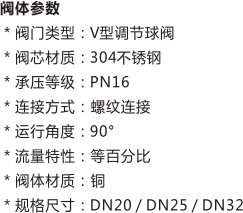 阀体参数
* 阀门类型：V型调节球阀
* 阀芯材质：304不锈钢
* 承压等级：PN16
* 连接方式：螺纹连接
* 运行角度：90°
* 流量特性：等百分比
* 阀体材质：铜
* 规格尺寸：DN20 / DN25 / DN32